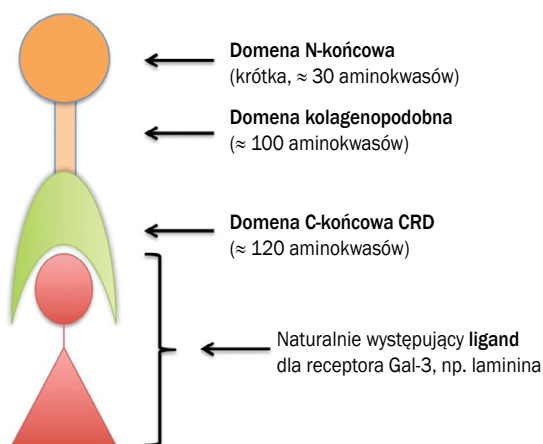 Domena N-końcowa
(krótka, ≈ 30 aminokwasów)
Domena kolagenopodobna
(≈ 100 aminokwasów)
Domena C-końcowa CRD
(≈ 120 aminokwasów)
Naturalnie występujący ligand
dla receptora Gal-3, np. laminina